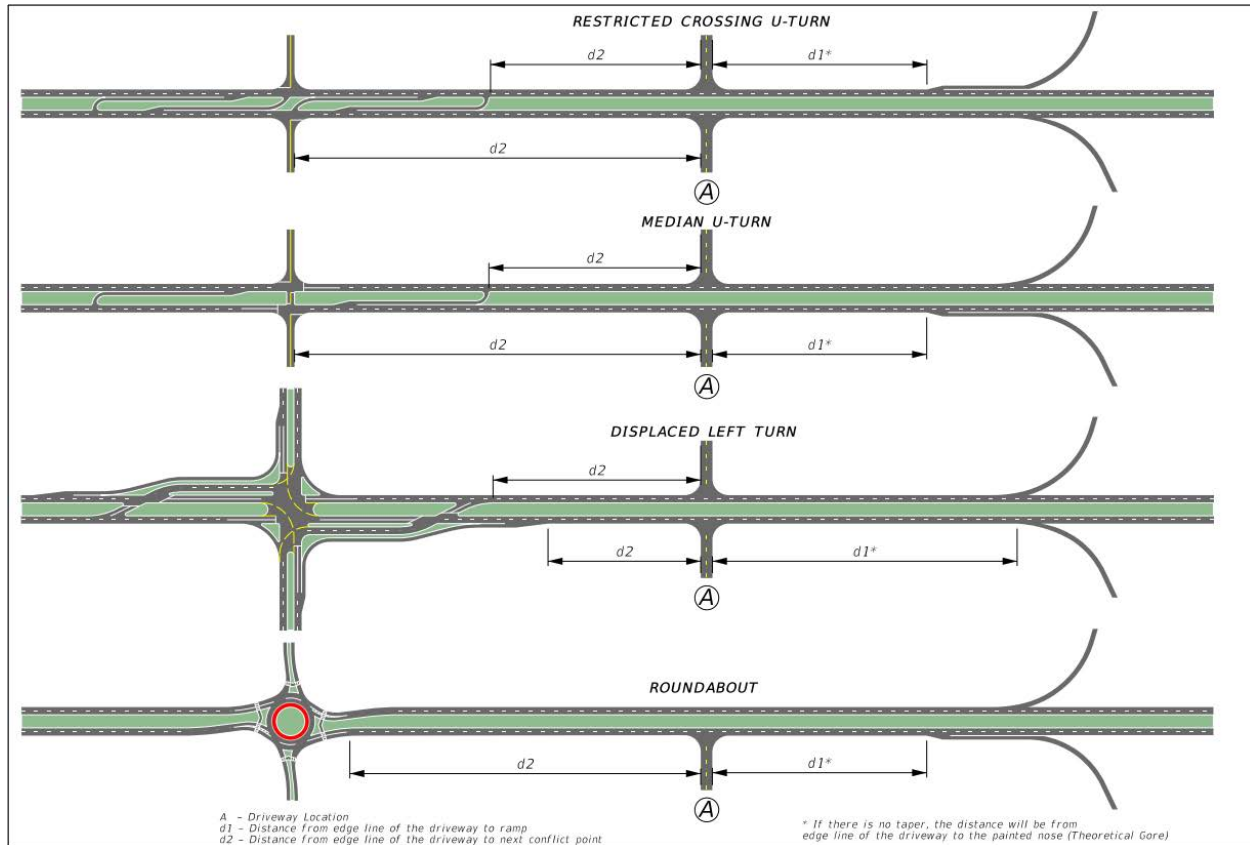 RESTRICTED CROSSING U-TURN
d2
d1*
d2
A
MEDIAN U-TURN
d2
d2
d1*
A
DISPLACED LEFT TURN
d2
d2
d1*
A
ROUNDABOUT
d2
d1*
A
A - Driveway Location
d1 - Distance from edge line of the driveway to ramp
d2 - Distance from edge line of the driveway to next conflict point
* If there is no taper, the distance will be from
edge line of the driveway to the painted nose (Theoretical Gore)